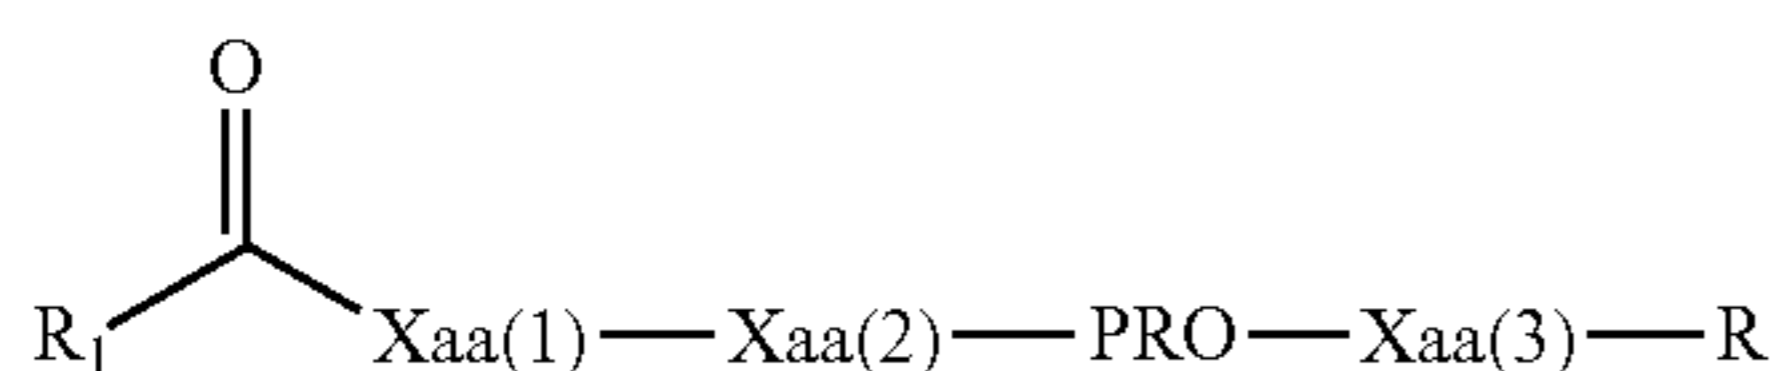 O
R₁ Xaa(1) — Xaa(2) — PRO — Xaa(3) — R